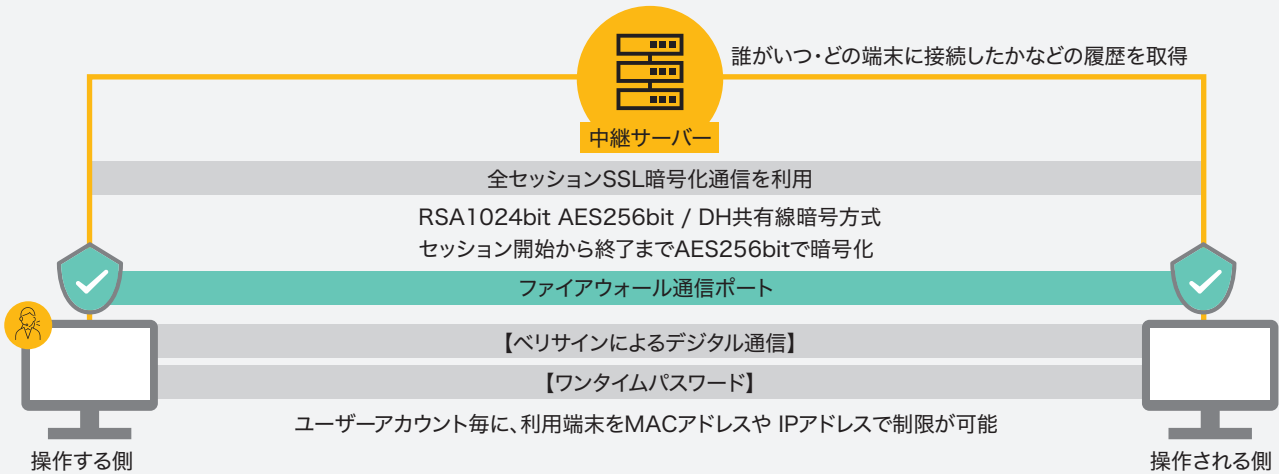 誰がいつ・どの端末に接続したかなどの履歴を取得
中継サーバー
全セッションSSL暗号化通信を利用
RSA1024bit AES256bit / DH共有線暗号方式
セッション開始から終了までAES256bitで暗号化
ファイアウォール通信ポート
【ベリサインによるデジタル通信】
【ワンタイムパスワード】
ユーザーアカウント毎に、利用端末をMACアドレスや IPアドレスで制限が可能
操作する側
操作される側